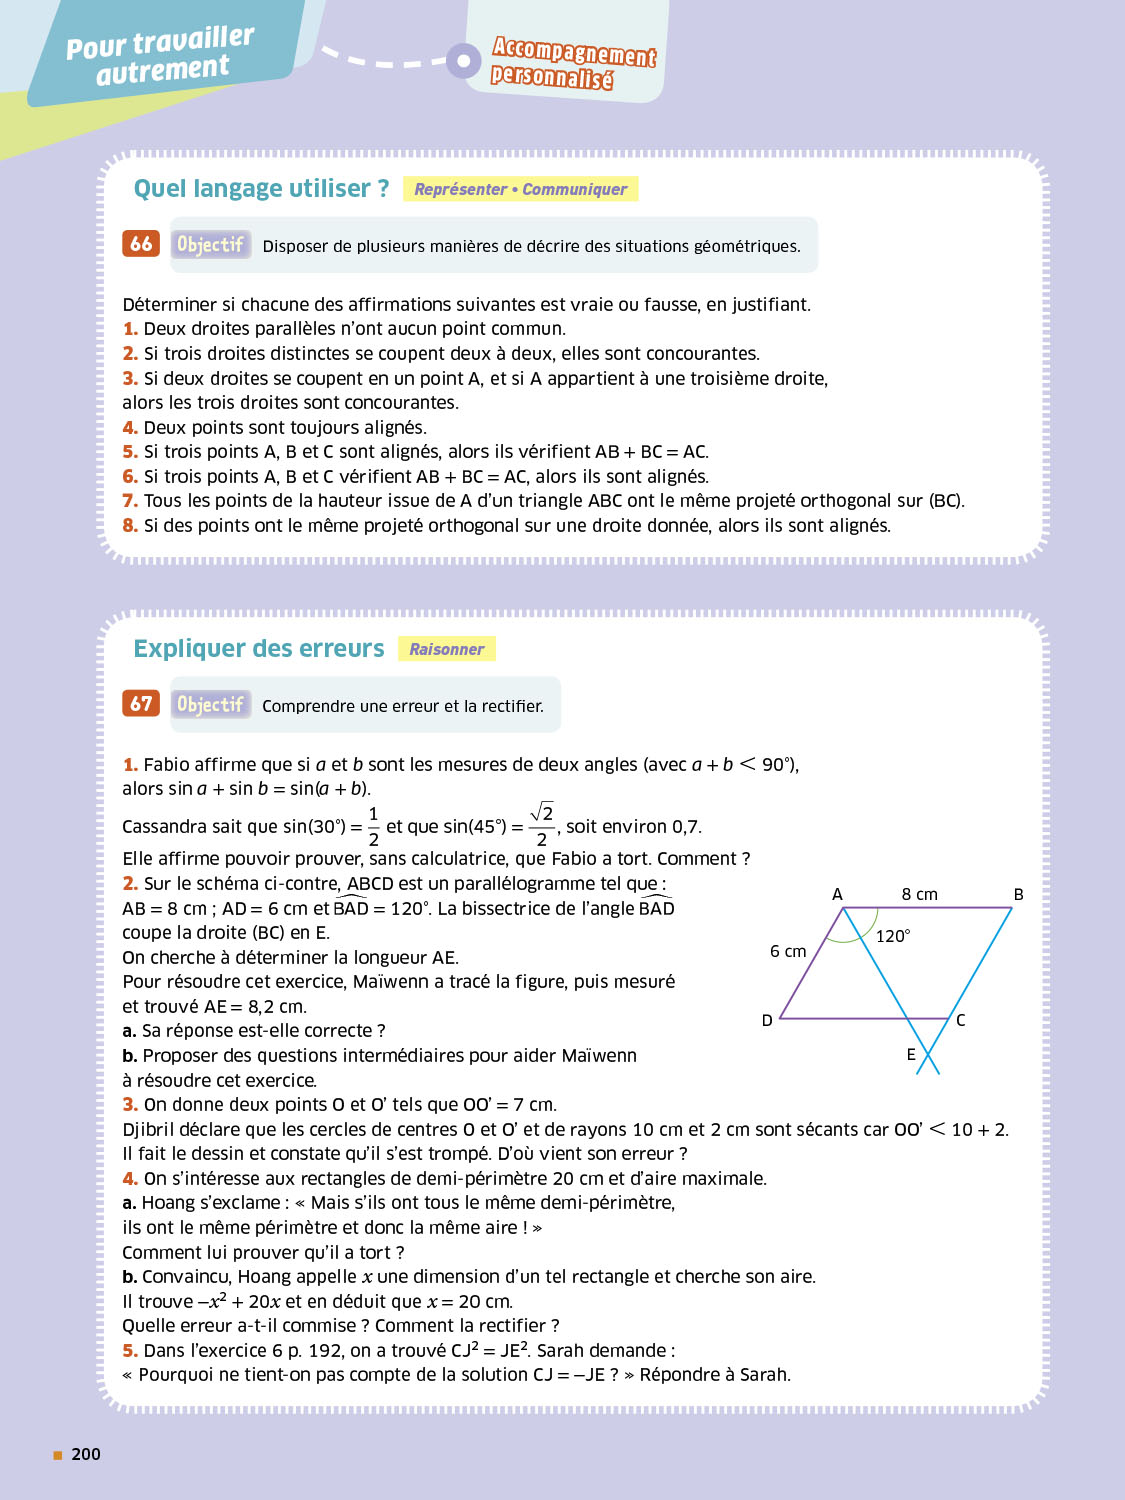 Pour travailler
autrement
Accompagnement
personnalisé
Quel langage utiliser ? Représenter • Communiquer
66 Objectif Disposer de plusieurs manières de décrire des situations géométriques.
Déterminer si chacune des affirmations suivantes est vraie ou fausse, en justifiant.
1. Deux droites parallèles n’ont aucun point commun.
2. Si trois droites distinctes se coupent deux à deux, elles sont concourantes.
3. Si deux droites se coupent en un point A, et si A appartient à une troisième droite,
alors les trois droites sont concourantes.
4. Deux points sont toujours alignés.
5. Si trois points A, B et C sont alignés, alors ils vérifient AB + BC = AC.
6. Si trois points A, B et C vérifient AB + BC = AC, alors ils sont alignés.
7. Tous les points de la hauteur issue de A d’un triangle ABC ont le même projeté orthogonal sur (BC).
8. Si des points ont le même projeté orthogonal sur une droite donnée, alors ils sont alignés.
Expliquer des erreurs Raisonner
67 Objectif Comprendre une erreur et la rectifier.
1. Fabio affirme que si a et b sont les mesures de deux angles (avec a + b < 90°),
alors sin a + sin b = sin(a + b).
Cassandra sait que sin(30°) = 1/2 et que sin(45°) = √2/2, soit environ 0,7.
Elle affirme pouvoir prouver, sans calculatrice, que Fabio a tort. Comment ?
2. Sur le schéma ci-contre, ABCD est un parallélogramme tel que :
AB = 8 cm ; AD = 6 cm et BAD = 120°. La bissectrice de l’angle BAD
coupe la droite (BC) en E.
On cherche à déterminer la longueur AE.
Pour résoudre cet exercice, Maïwenn a tracé la figure, puis mesuré
et trouvé AE = 8,2 cm.
a. Sa réponse est-elle correcte ?
b. Proposer des questions intermédiaires pour aider Maïwenn
à résoudre cet exercice.
A 8 cm B
120°
6 cm
D C
E
3. On donne deux points O et O’ tels que OO’ = 7 cm.
Djibril déclare que les cercles de centres O et O’ et de rayons 10 cm et 2 cm sont sécants car OO’ < 10 + 2.
Il fait le dessin et constate qu’il s’est trompé. D’où vient son erreur ?
4. On s’intéresse aux rectangles de demi-périmètre 20 cm et d’aire maximale.
a. Hoang s’exclame : « Mais s’ils ont tous le même demi-périmètre,
ils ont le même périmètre et donc la même aire ! »
Comment lui prouver qu’il a tort ?
b. Convaincu, Hoang appelle x une dimension d’un tel rectangle et cherche son aire.
Il trouve –x² + 20x et en déduit que x = 20 cm.
Quelle erreur a-t-il commise ? Comment la rectifier ?
5. Dans l’exercice 6 p. 192, on a trouvé CJ² = JE². Sarah demande :
« Pourquoi ne tient-on pas compte de la solution CJ = –JE ? » Répondre à Sarah.
200